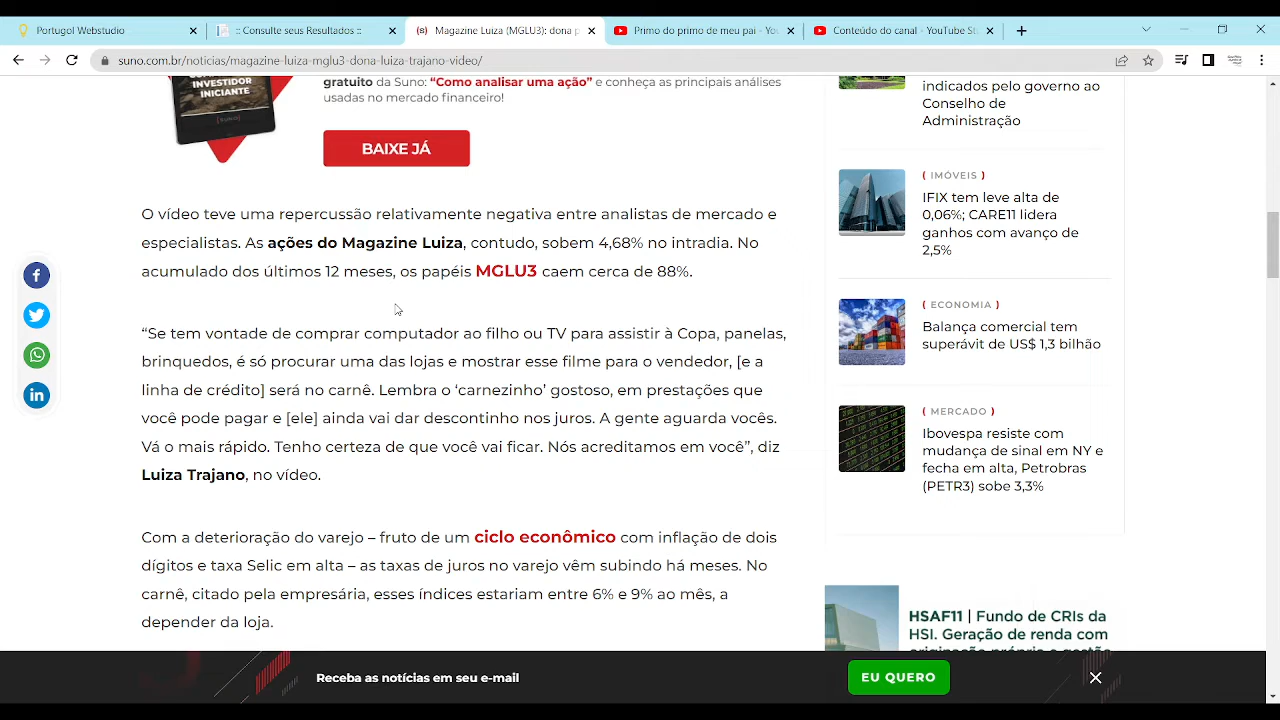 Portugol Webstudio
:: Consulte seus Resultados ::
Magazine Luiza (MGLU3): dona p
Primo do primo de meu pai - You
Conteúdo do canal - YouTube St
suno.com.br/noticias/magazine-luiza-mglu3-dona-luiza-trajano-video/
INVESTIDOR
INICIANTE
gratuito da Suno: “Como analisar uma ação” e conheça as principais análises
usadas no mercado financeiro!
BAIXE JÁ
O vídeo teve uma repercussão relativamente negativa entre analistas de mercado e
especialistas. As ações do Magazine Luiza, contudo, sobem 4,68% no intradia. No
acumulado dos últimos 12 meses, os papéis MGLU3 caem cerca de 88%.
“Se tem vontade de comprar computador ao filho ou TV para assistir à Copa, panelas,
brinquedos, é só procurar uma das lojas e mostrar esse filme para o vendedor, [e a
linha de crédito] será no carnê. Lembra o ‘carnezinho’ gostoso, em prestações que
você pode pagar e [ele] ainda vai dar descontinho nos juros. A gente aguarda vocês.
Vá o mais rápido. Tenho certeza de que você vai ficar. Nós acreditamos em você”, diz
Luiza Trajano, no vídeo.
Com a deterioração do varejo – fruto de um ciclo econômico com inflação de dois
dígitos e taxa Selic em alta – as taxas de juros no varejo vêm subindo há meses. No
carnê, citado pela empresária, esses índices estariam entre 6% e 9% ao mês, a
depender da loja.
indicados pelo governo ao
Conselho de
Administração
( IMÓVEIS )
IFIX tem leve alta de
0,06%; CARE11 lidera
ganhos com avanço de
2,5%
( ECONOMIA )
Balança comercial tem
superávit de US$ 1,3 bilhão
( MERCADO )
Ibovespa resiste com
mudança de sinal em NY e
fecha em alta, Petrobras
(PETR3) sobe 3,3%
HSAF11 | Fundo de CRIs da
HSI. Geração de renda com
originação própria e gestão
Receba as notícias em seu e-mail
EU QUERO